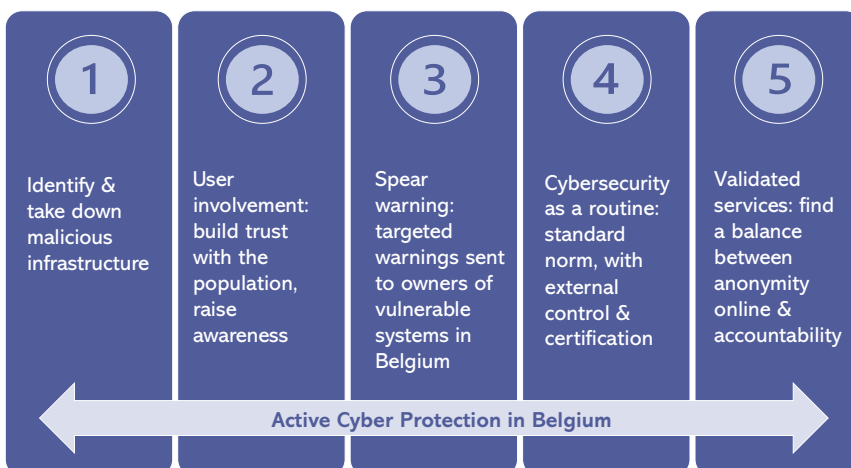 1
Identify &
take down
malicious
infrastructure
2
User
involvement:
build trust
with the
population,
raise
awareness
3
Spear
warning:
targeted
warnings sent
to owners of
vulnerable
systems in
Belgium
4
Cybersecurity
as a routine:
standard
norm, with
external
control &
certification
5
Validated
services: find
a balance
between
anonymity
online &
accountability
Active Cyber Protection in Belgium